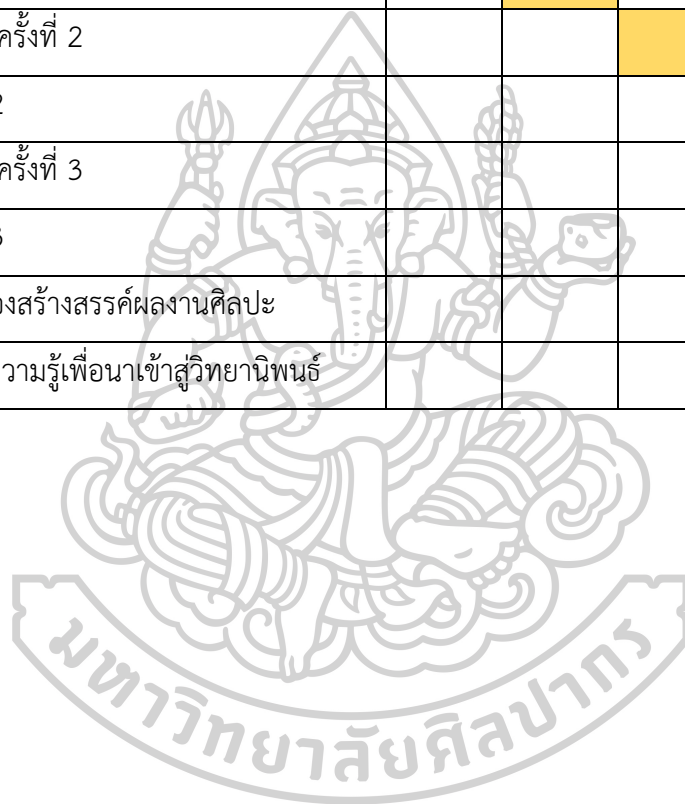 ครั้งที่ 2
2
ครั้งที่ 3
3
องสร้างสรรค์ผลงานศิลปะ
วามรู้เพื่อนาเข้าสู่วิทยานิพนธ์
มหาวิทยาลัยศิลปากร